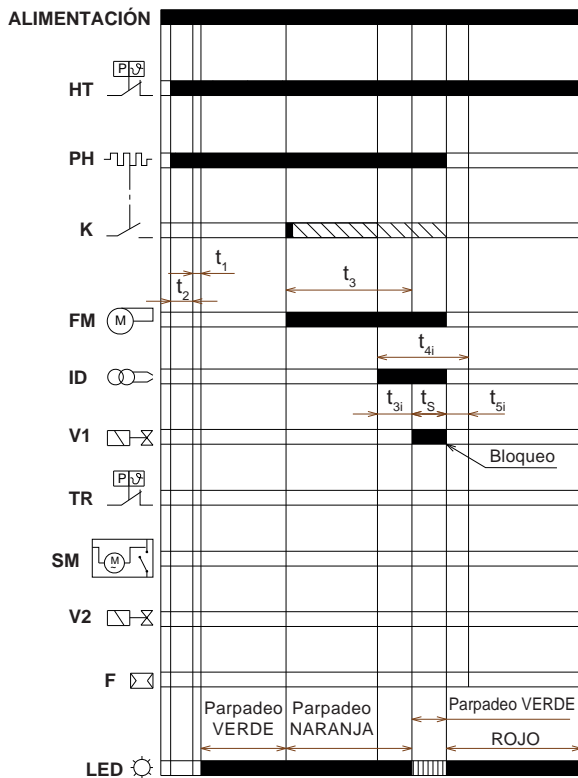 ALIMENTACIÓN
P ϑ
HT
PH
K
t1
t2
t3
FM M
t4i
ID
t3i tS t5i
V1
Bloqueo
P ϑ
TR
SM M ~
V2
F
Parpadeo VERDE
Parpadeo NARANJA
Parpadeo VERDE
ROJO
LED